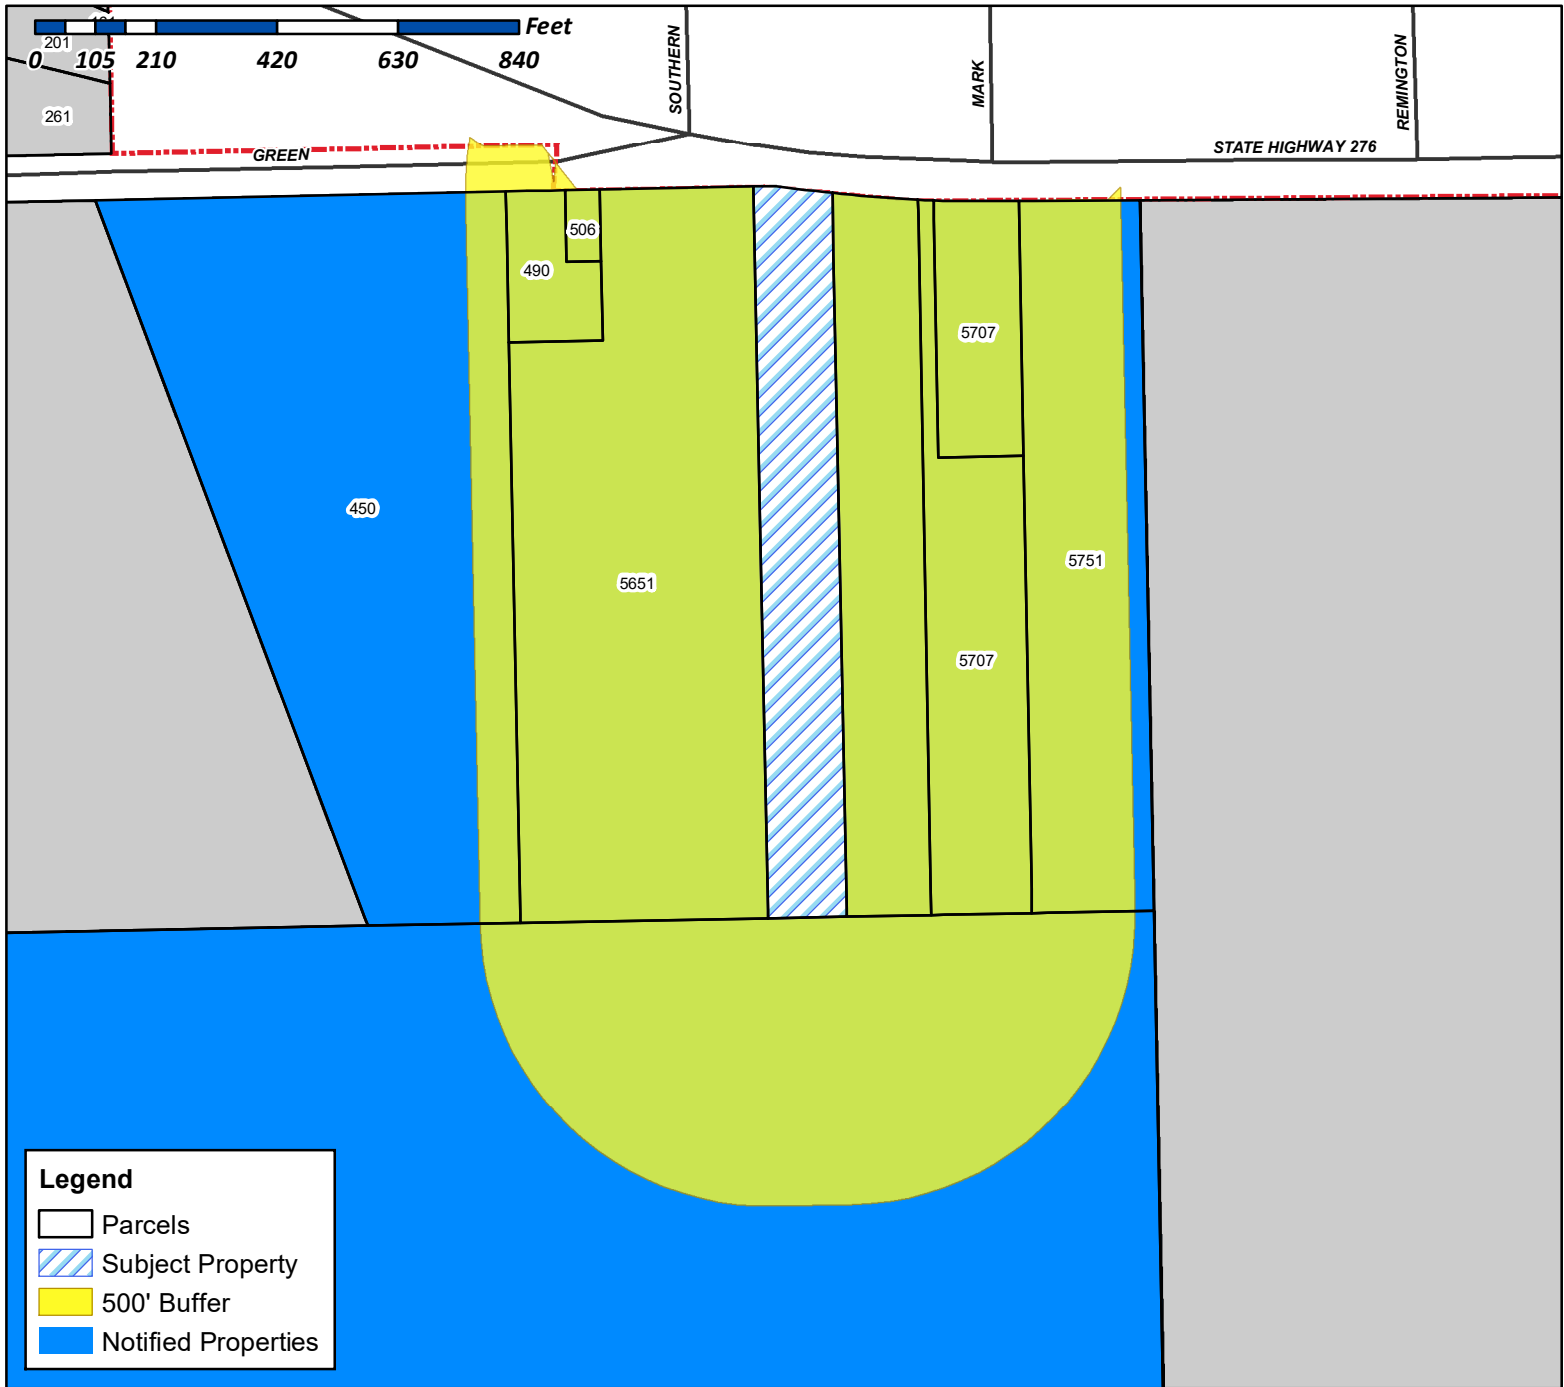 Feet
201
0 105 210 420 630 840
261
SOUTHERN
MARK
REMINGTON
GREEN
STATE HIGHWAY 276
506
490
5707
450
5651
5751
5707
Legend
Parcels
Subject Property
500' Buffer
Notified Properties